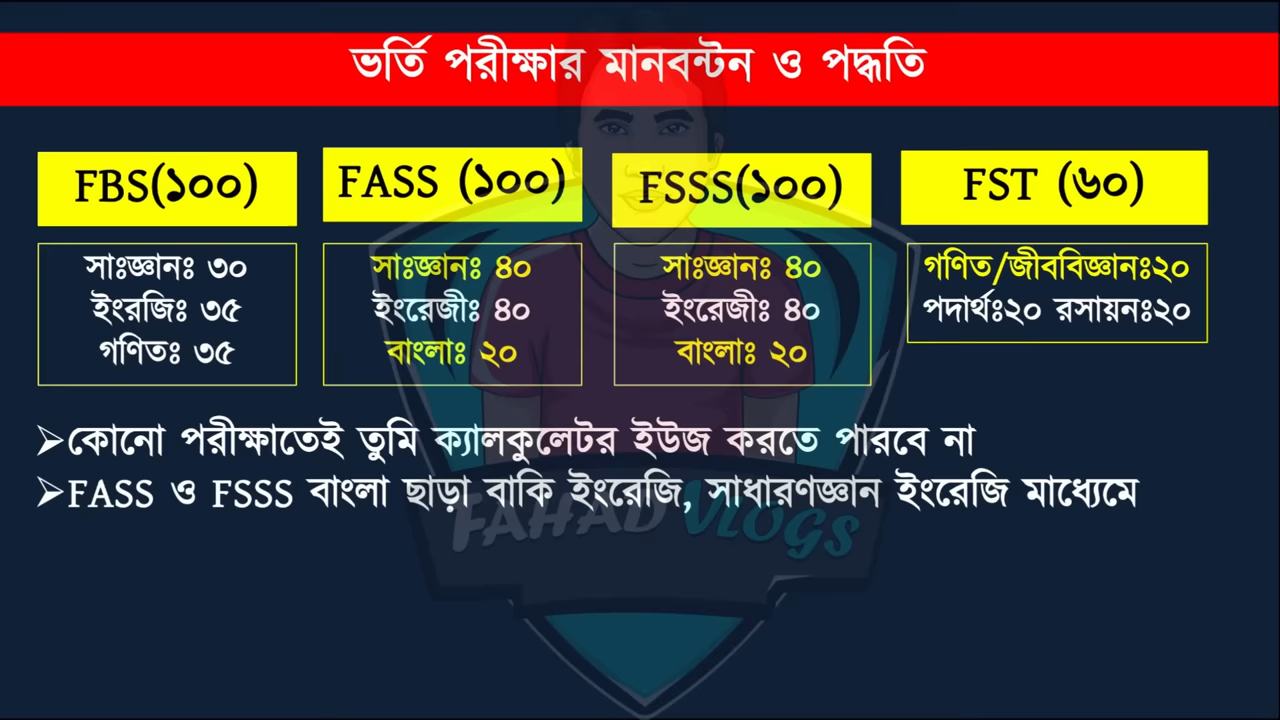 ভর্তি পরীক্ষার মানবন্টন ও পদ্ধতি
FBS(১০০)
সাঃজ্ঞানঃ ৩০
ইংরজিঃ ৩৫
গণিতঃ ৩৫
FASS (১০০)
সাঃজ্ঞানঃ ৪০
ইংরেজীঃ ৪০
বাংলাঃ ২০
FSSS(১০০)
সাঃজ্ঞানঃ ৪০
ইংরেজীঃ ৪০
বাংলাঃ ২০
FST (৬০)
গণিত/জীববিজ্ঞানঃ২০
পদার্থঃ২০ রসায়নঃ২০
➢কোনো পরীক্ষাতেই তুমি ক্যালকুলেটর ইউজ করতে পারবে না
➢FASS ও FSSS বাংলা ছাড়া বাকি ইংরেজি, সাধারণজ্ঞান ইংরেজি মাধ্যেমে
FAHAD VLOGS